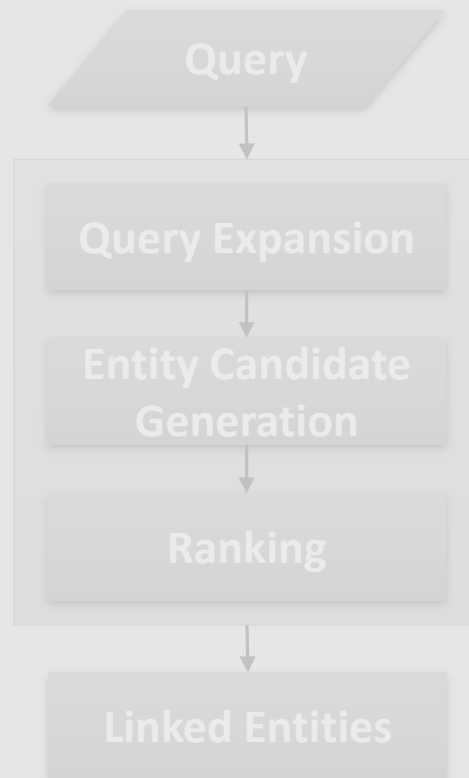 Query
Query Expansion
Entity Candidate
Generation
Ranking
Linked Entities